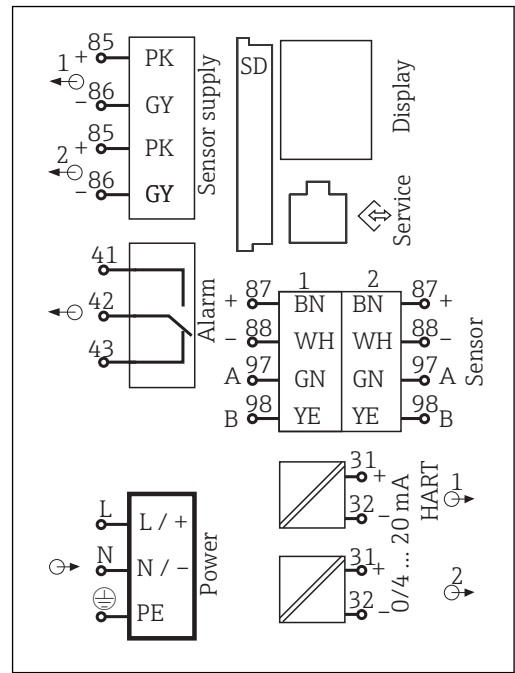 85
1 + PK
86
- GY
85
2 + PK
86
- GY
Sensor supply
SD
Display
Service
41
42
43
Alarm
1 2
87 BN BN 87
+ +
88 WH WH 88
- -
97 GN GN 97
A A
98 YE YE 98
B B
Sensor
L L / +
N N / -
PE
Power
31
+
32
-
31
+
32
-
0/4 ... 20 mA
HART
1
2